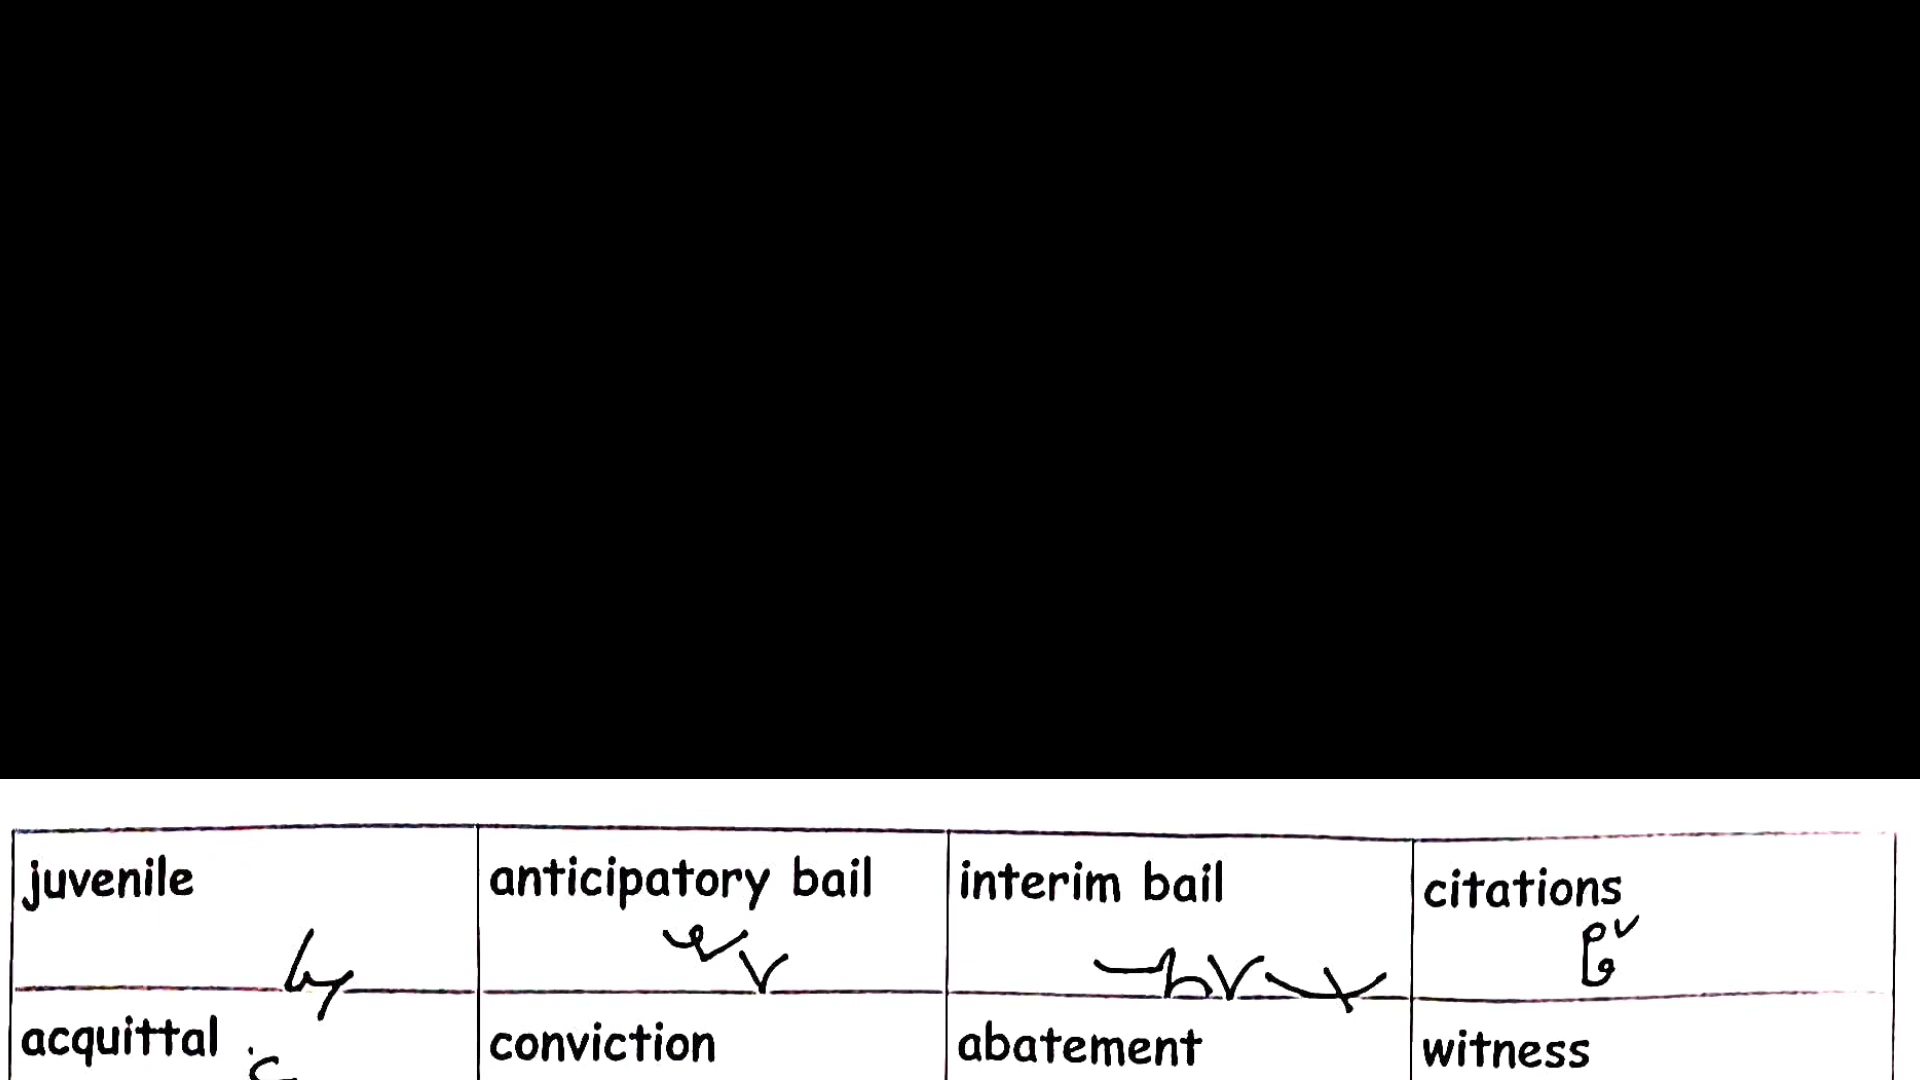 juvenile anticipatory bail interim bail citations
acquittal conviction abatement witness